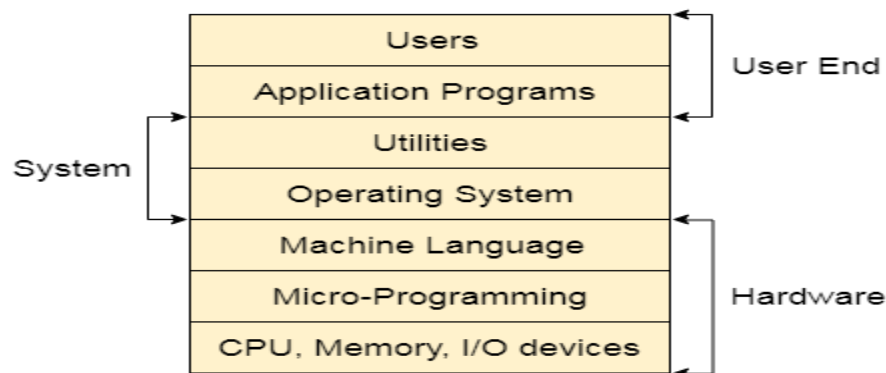 Users
Application Programs
Utilities
Operating System
Machine Language
Micro-Programming
CPU, Memory, I/O devices
User End
System
Hardware